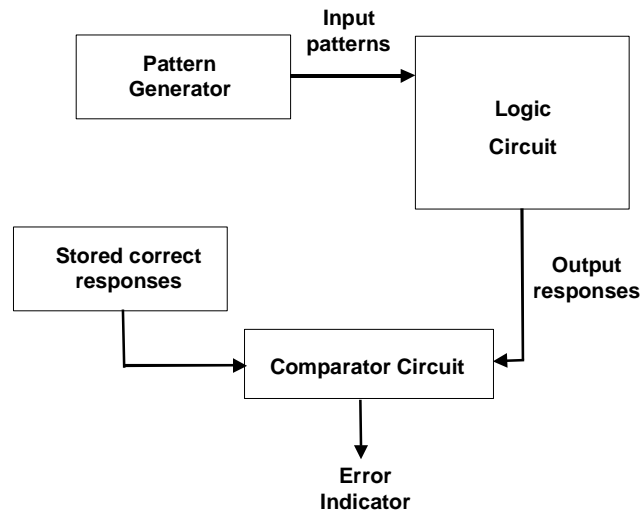 Input
patterns
Pattern
Generator
Logic
Circuit
Stored correct
responses
Output
responses
Comparator Circuit
Error
Indicator